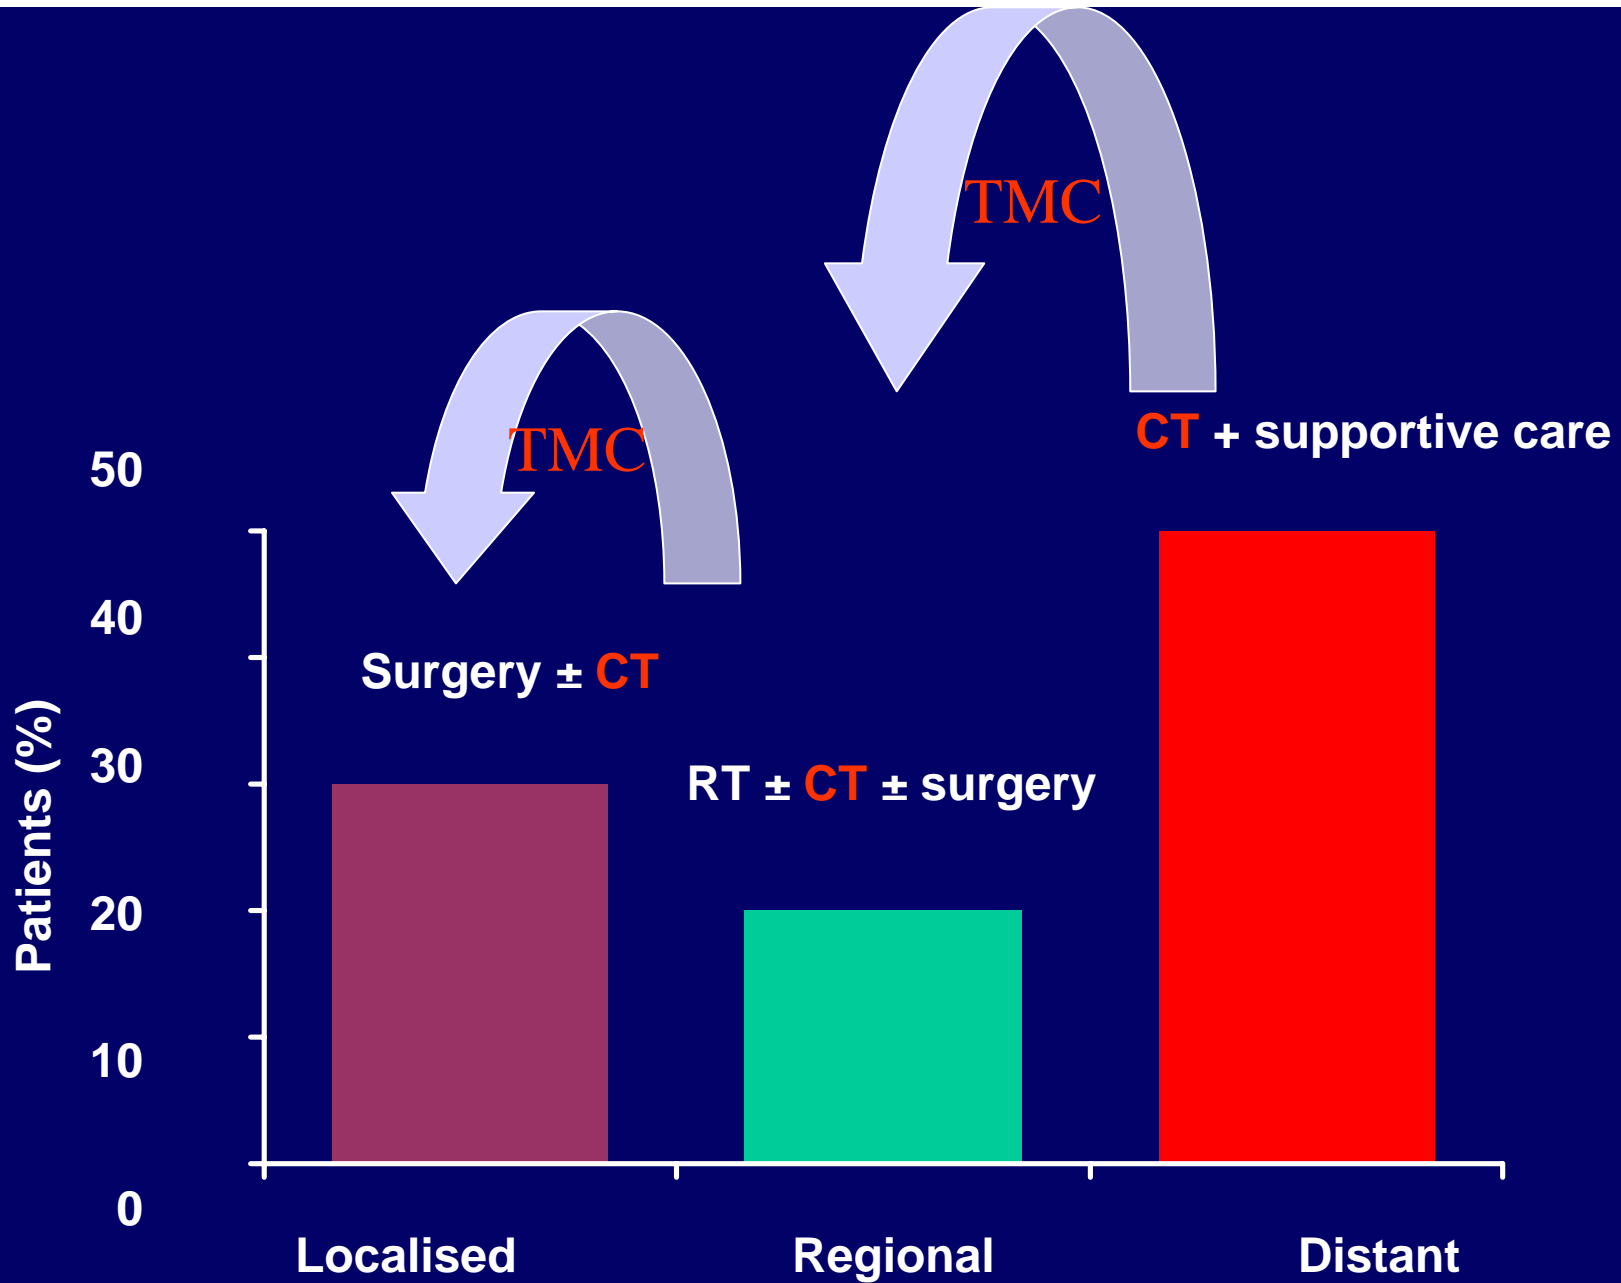 TMC
TMC
CT + supportive care
50
40
Surgery ± CT
Patients (%)
30
RT ± CT ± surgery
20
10
0
Localised
Regional
Distant